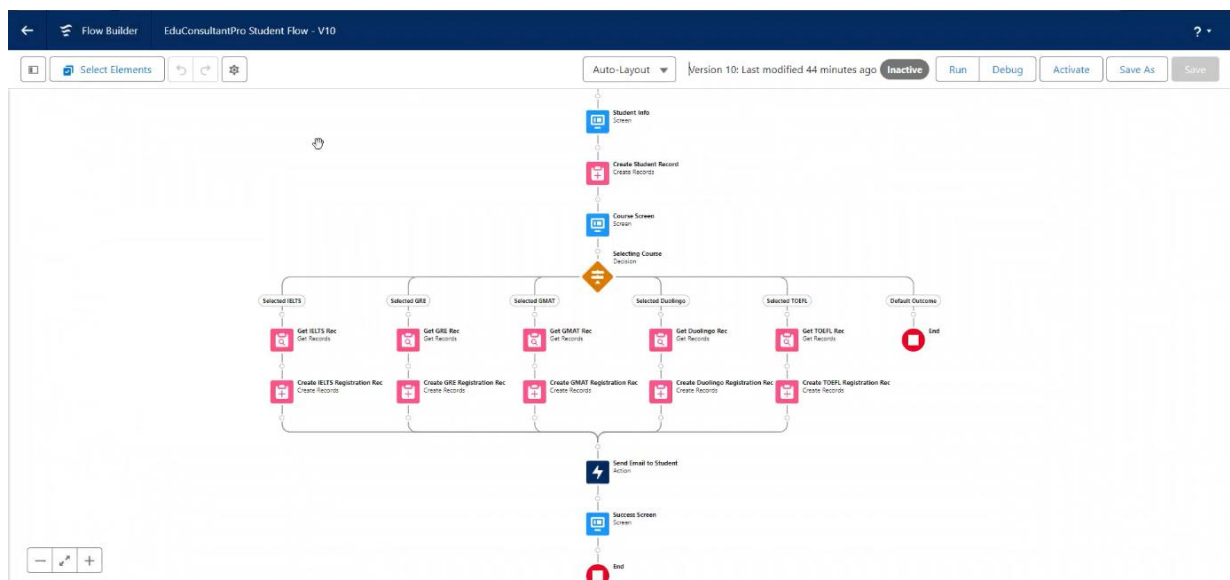 Flow Builder EduConsultantPro Student Flow - V10 ?
Select Elements Auto-Layout Version 10: Last modified 44 minutes ago Inactive Run Debug Activate Save As Save
Student Info
Screen
Create Student Record
Create Records
Course Screen
Screen
Selecting Course
Decision
Selected IELTS Selected GRE Selected GMAT Selected Duolingo Selected TOEFL Default Outcome
Get IELTS Rec Get GRE Rec Get GMAT Rec Get Duolingo Rec Get TOEFL Rec End
Get Records Get Records Get Records Get Records Get Records
Create IELTS Registration Rec Create GRE Registration Rec Create GMAT Registration Rec Create Duolingo Registration Rec Create TOEFL Registration Rec
Create Records Create Records Create Records Create Records Create Records
Send Email to Student
Action
Success Screen
Screen
End